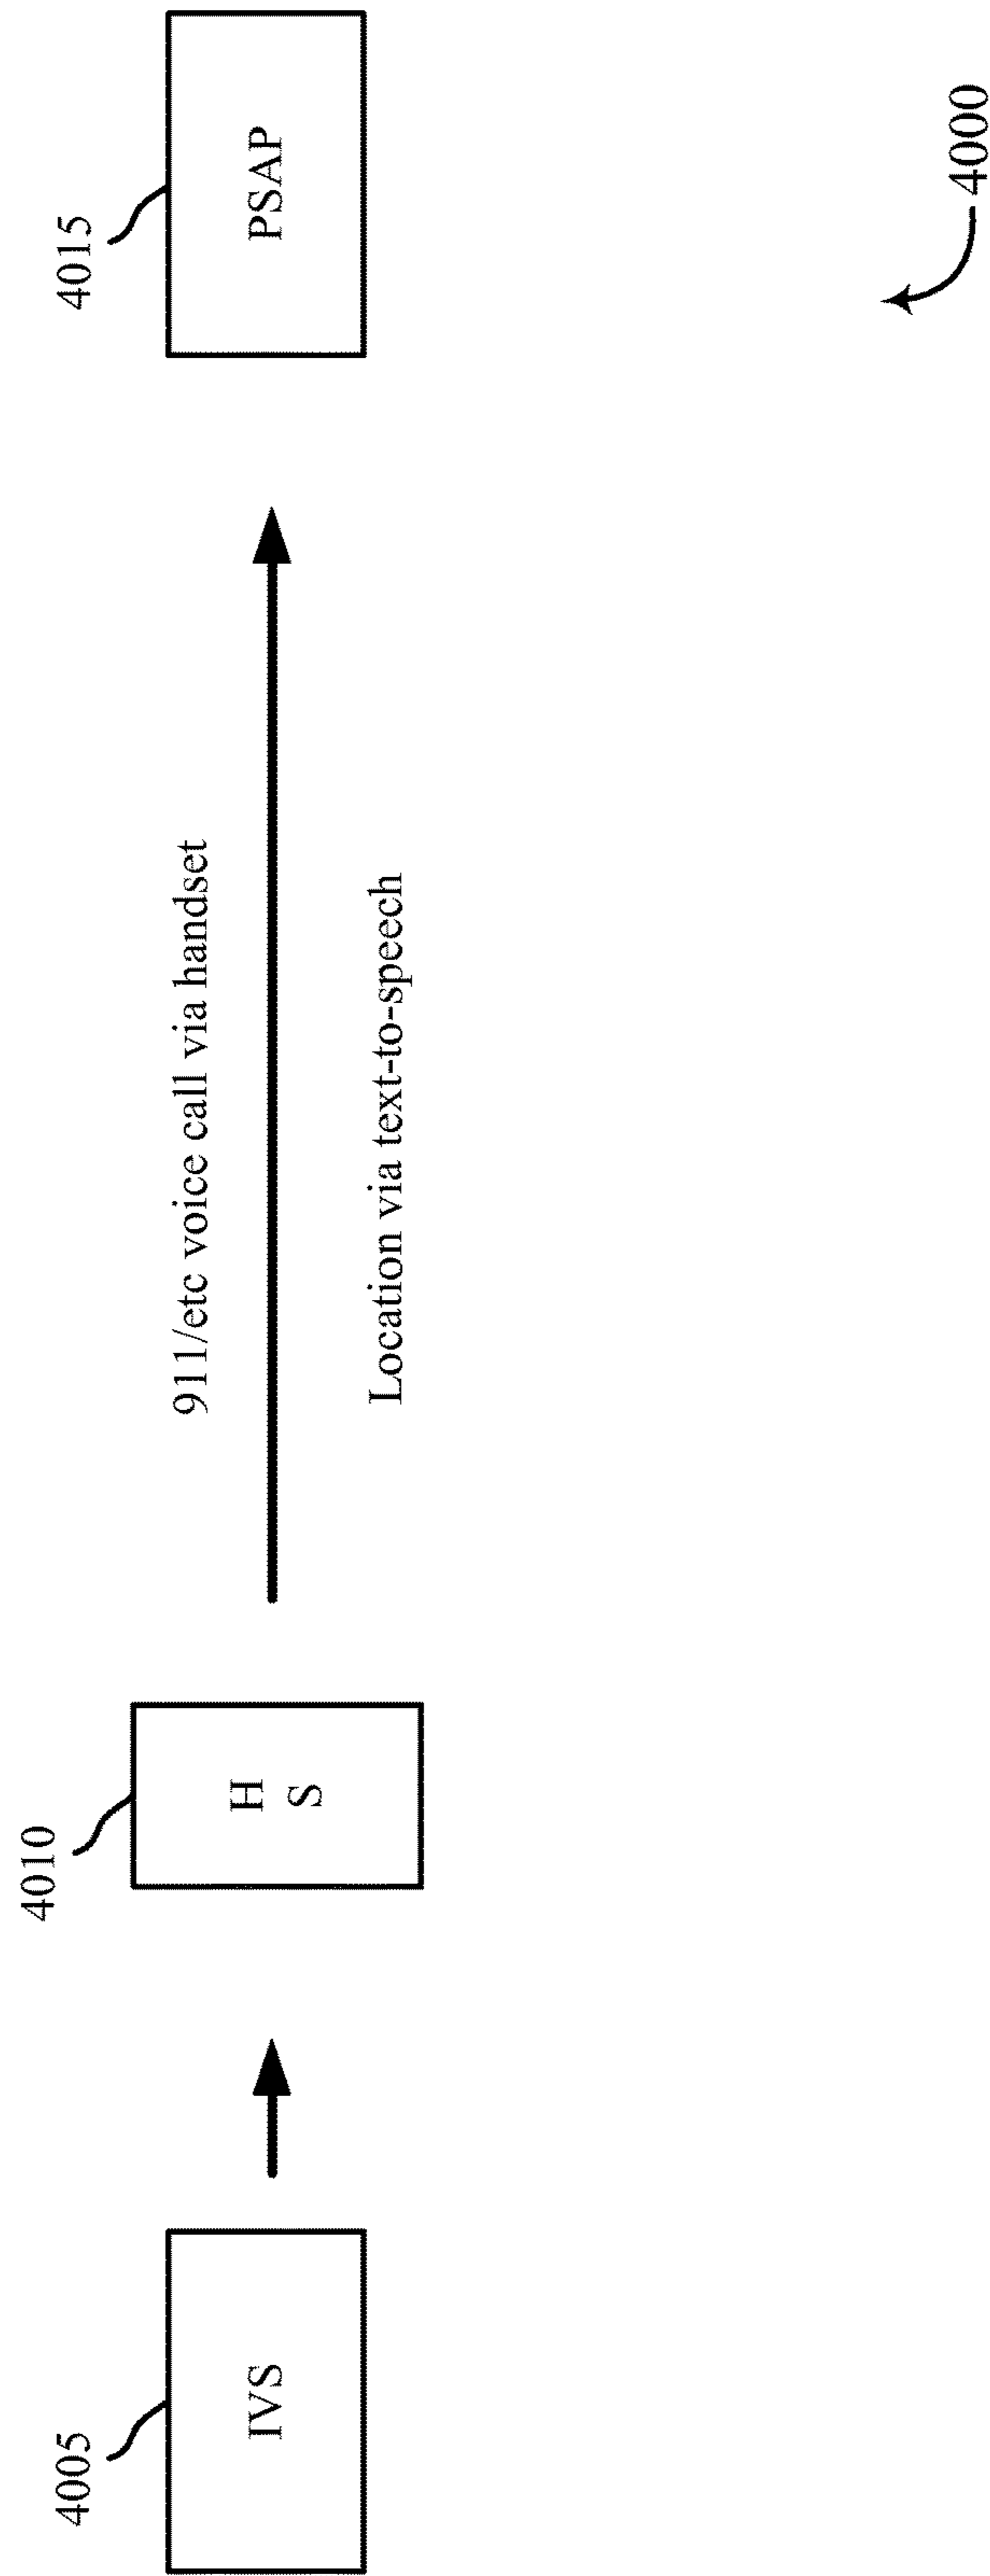 4005
IVS
4010
H
S
911/etc voice call via handset
Location via text-to-speech
4015
PSAP
4000